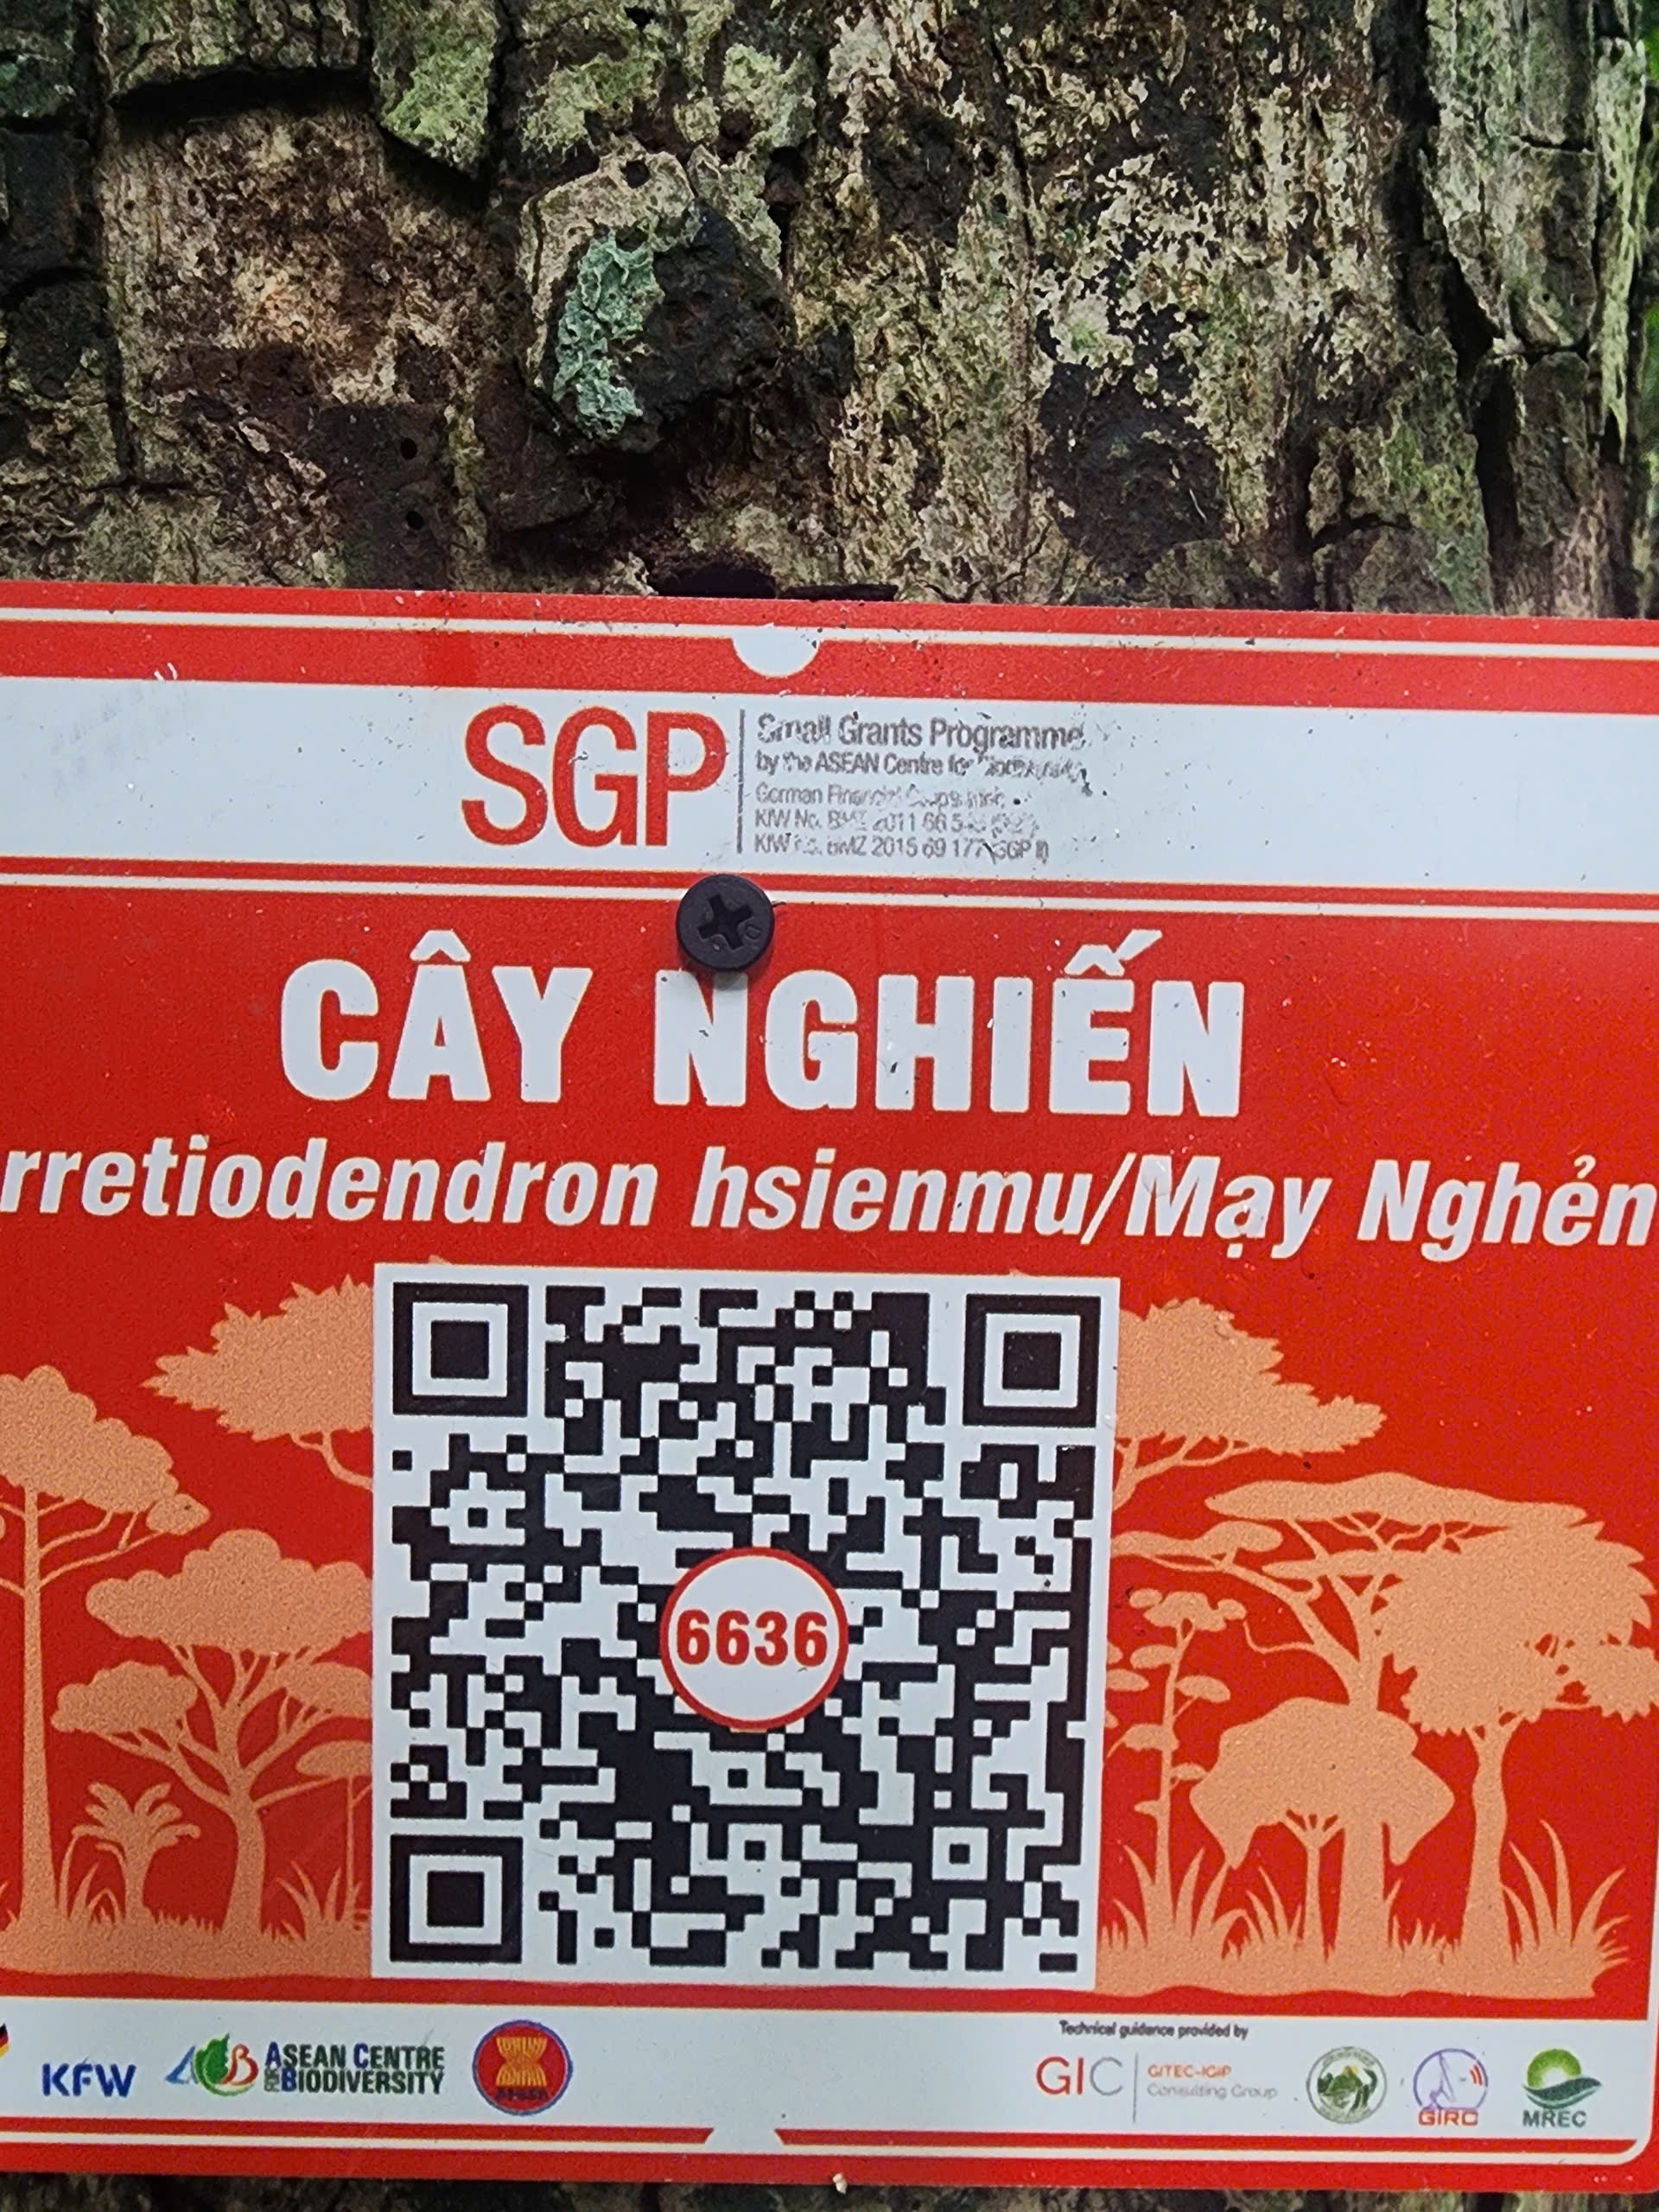 SGP
Small Grants Programme
by the ASEAN Centre for
German Financial
KfW No. BMZ 2011 66
KfW No. BMZ 2015 69 177 (SGP II)
CÂY NGHIẾN
rretiodendron hsienmu/Mạy Nghẻn
6636
Technical guidance provided by
KFW
ACB ASEAN CENTRE
FOR BIODIVERSITY
GIC
GITEC-IGIP
Consulting Group
GIRC
MREC